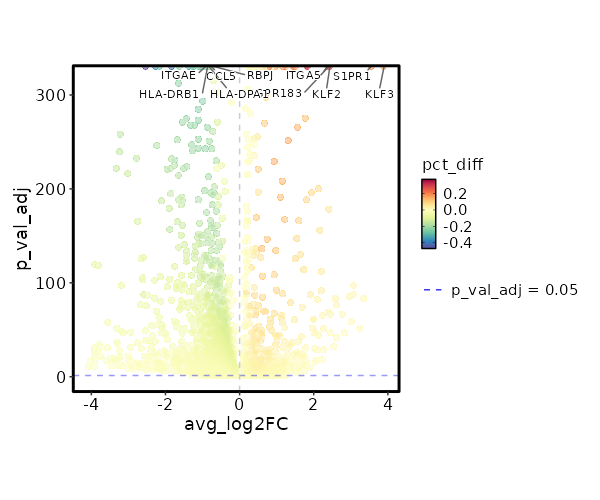 ITGAE CCL5 RBPJ ITGA5 S1PR1
HLA-DRB1 HLA-DPA1 GPR183 KLF2 KLF3
300
200
100
0
p_val_adj
-4 -2 0 2 4
avg_log2FC
pct_diff
0.2
0.0
-0.2
-0.4
p_val_adj = 0.05